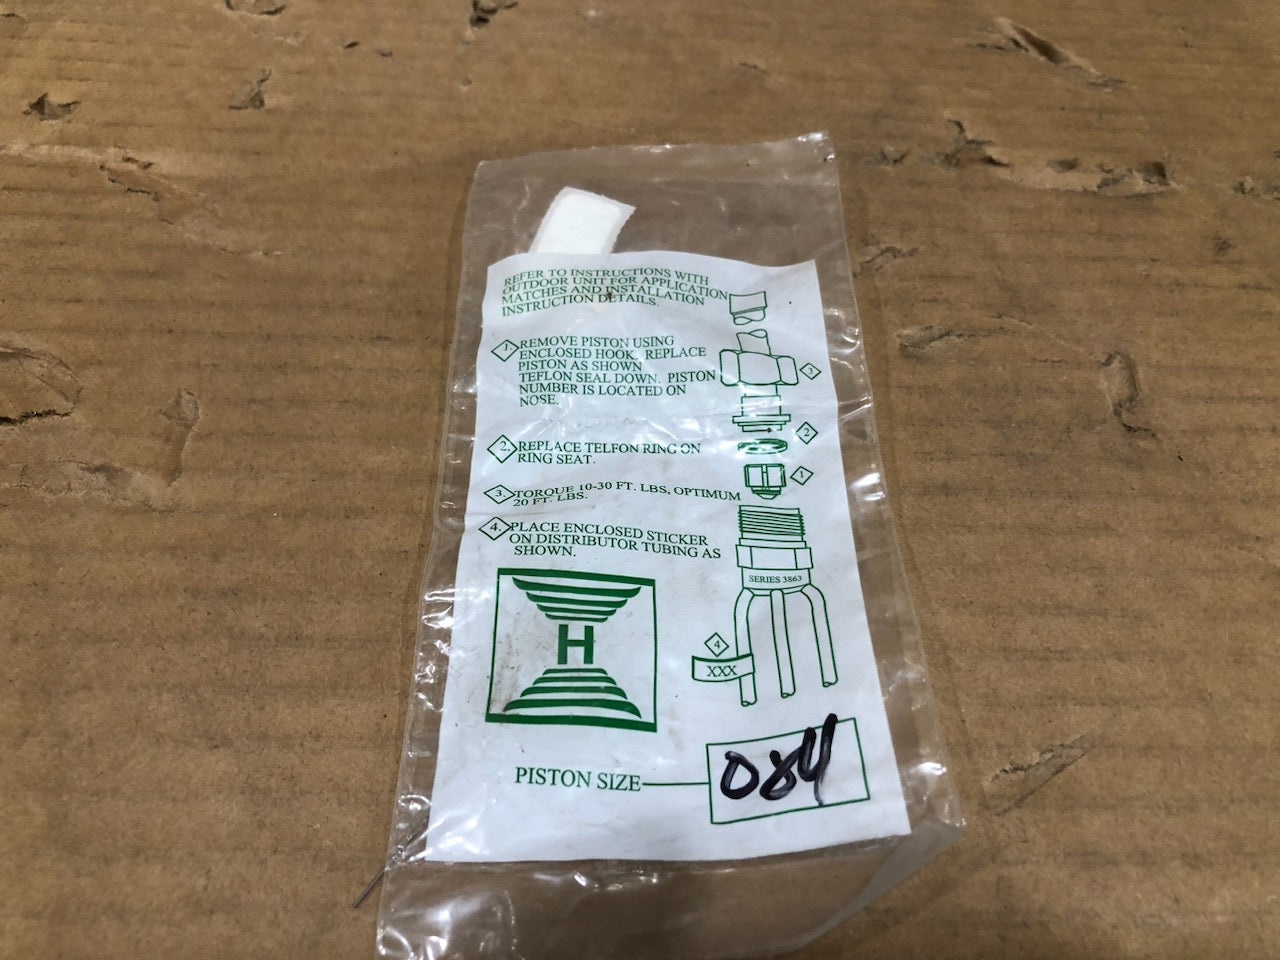 REFER TO INSTRUCTIONS WITH
OUTDOOR UNIT FOR APPLICATION
MATCHES AND INSTALLATION
INSTRUCTION DETAILS.
1. REMOVE PISTON USING
ENCLOSED HOOK. REPLACE
PISTON AS SHOWN
TEFLON SEAL DOWN. PISTON
NUMBER IS LOCATED ON
NOSE.
2. REPLACE TELFON RING ON
RING SEAT.
3. TORQUE 10-30 FT. LBS, OPTIMUM
20 FT. LBS.
4. PLACE ENCLOSED STICKER
ON DISTRIBUTOR TUBING AS
SHOWN.
3
2
1
SERIES 3863
4
XXX
H
PISTON SIZE
084